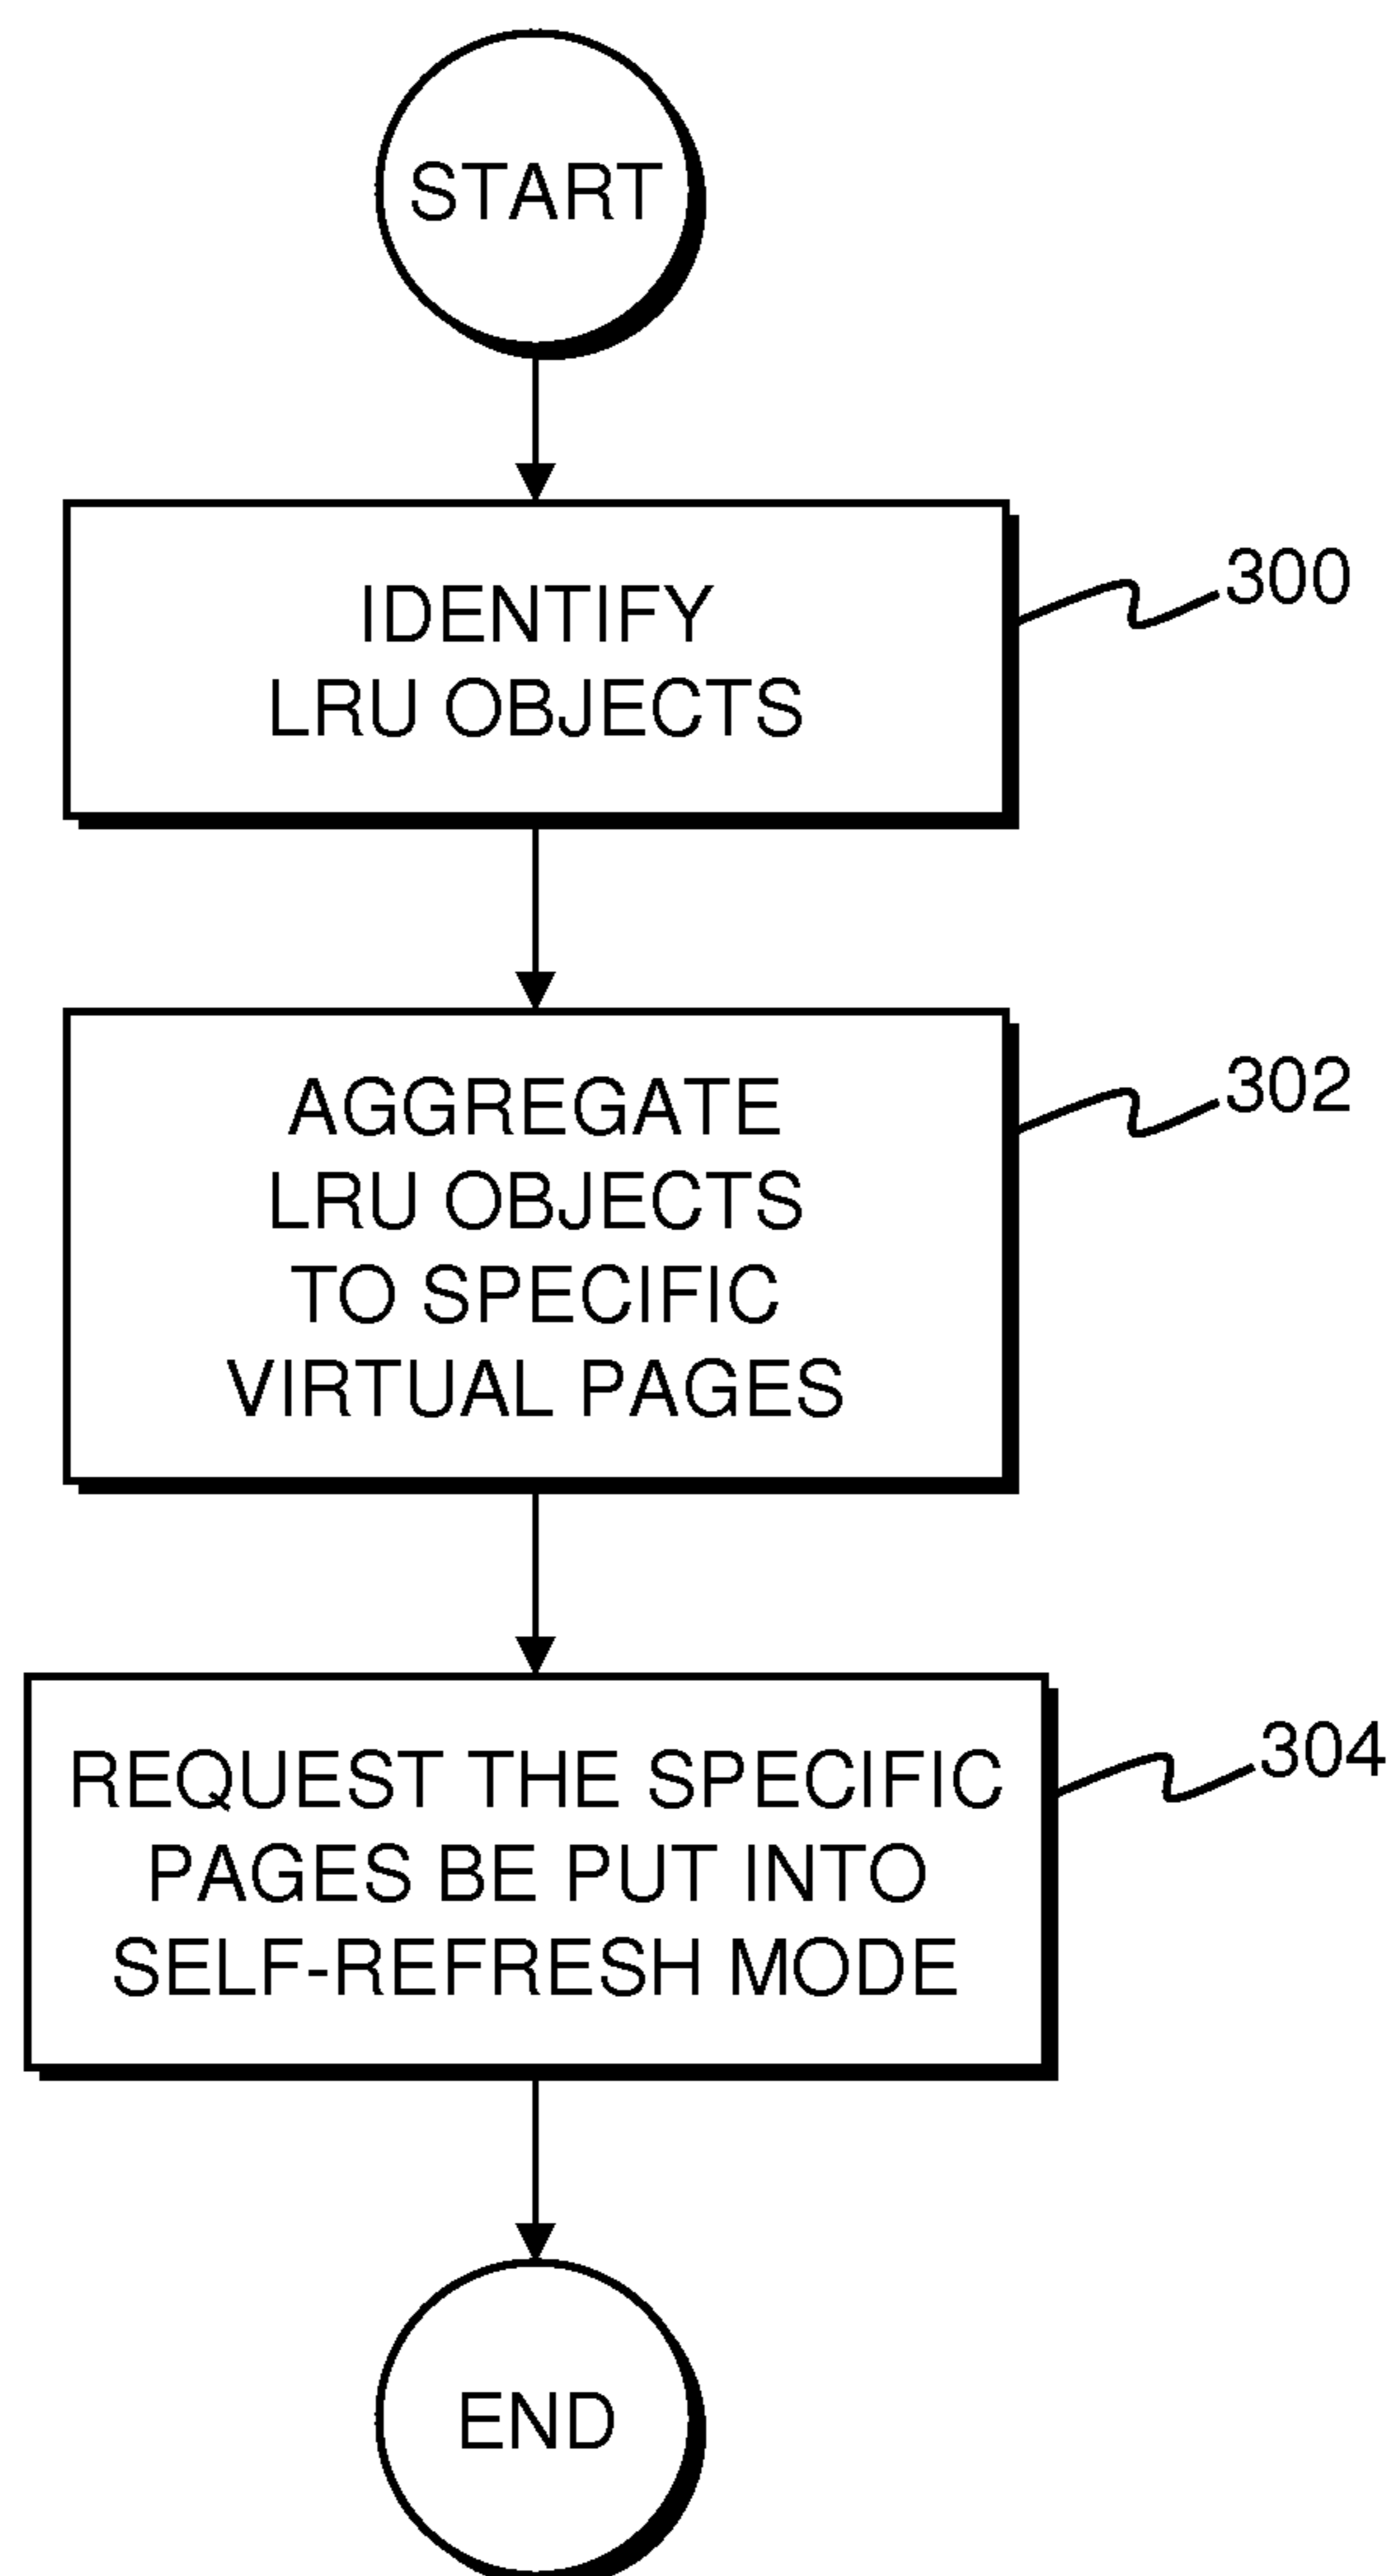 START
IDENTIFY
LRU OBJECTS
300
AGGREGATE
LRU OBJECTS
TO SPECIFIC
VIRTUAL PAGES
302
REQUEST THE SPECIFIC
PAGES BE PUT INTO
SELF-REFRESH MODE
304
END